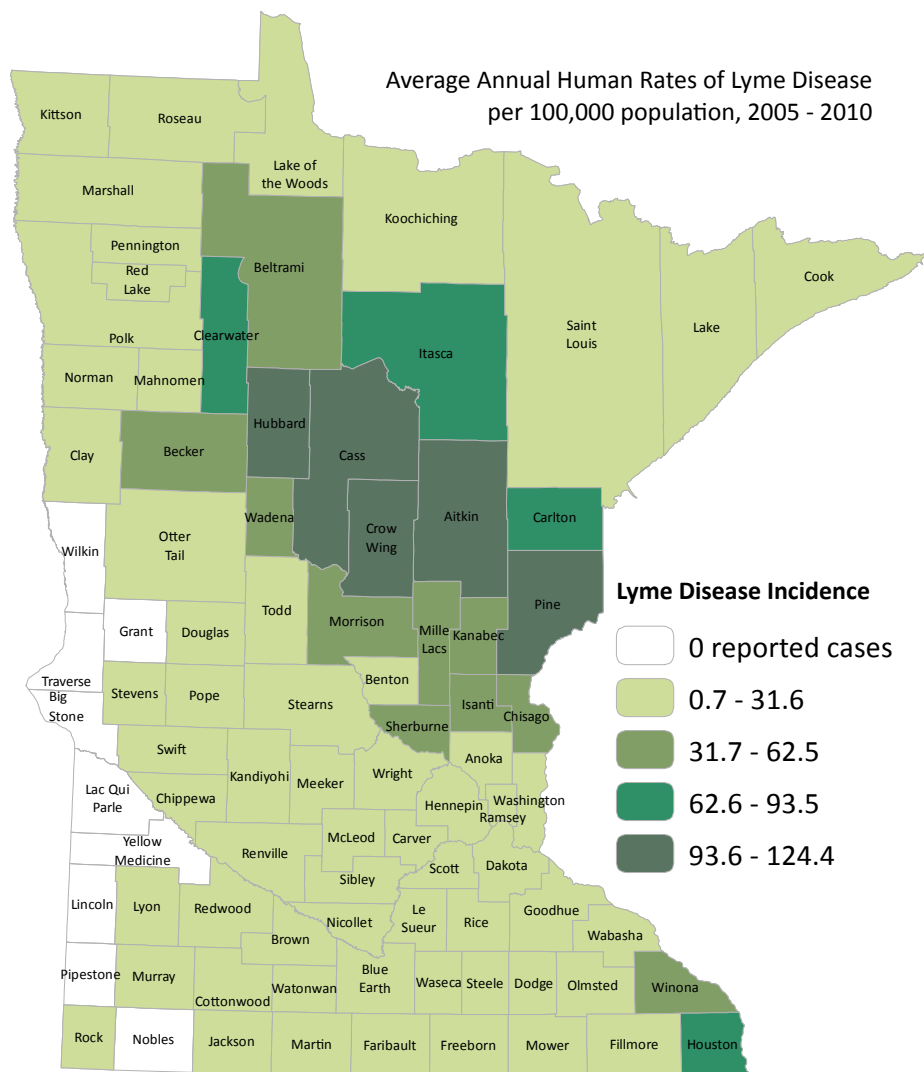 Average Annual Human Rates of Lyme Disease
per 100,000 population, 2005 - 2010
Kittson
Roseau
Lake of
the Woods
Marshall
Koochiching
Pennington
Beltrami
Red
Lake
Cook
Saint
Louis
Lake
Polk
Clearwater
Itasca
Norman
Mahnomen
Hubbard
Clay
Becker
Cass
Wadena
Crow
Wing
Aitkin
Carlton
Wilkin
Otter
Tail
Lyme Disease Incidence
0 reported cases
0.7 - 31.6
31.7 - 62.5
62.6 - 93.5
93.6 - 124.4
Grant
Douglas
Todd
Morrison
Mille
Lacs
Kanabec
Pine
Traverse
Big
Stone
Stevens
Pope
Stearns
Benton
Sherburne
Isanti
Chisago
Swift
Kandiyohi
Meeker
Wright
Anoka
Lac Qui
Parle
Chippewa
Hennepin
Washington
Ramsey
Yellow
Medicine
Renville
McLeod
Carver
Scott
Dakota
Sibley
Lincoln
Lyon
Redwood
Nicollet
Le
Sueur
Rice
Goodhue
Wabasha
Brown
Pipestone
Murray
Cottonwood
Watonwan
Blue
Earth
Waseca
Steele
Dodge
Olmsted
Winona
Rock
Nobles
Jackson
Martin
Faribault
Freeborn
Mower
Fillmore
Houston